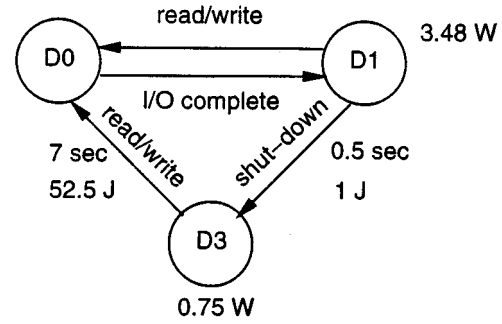 read/write
D0
D1
3.48 W
I/O complete
read/write
shut-down
7 sec
52.5 J
0.5 sec
1 J
D3
0.75 W